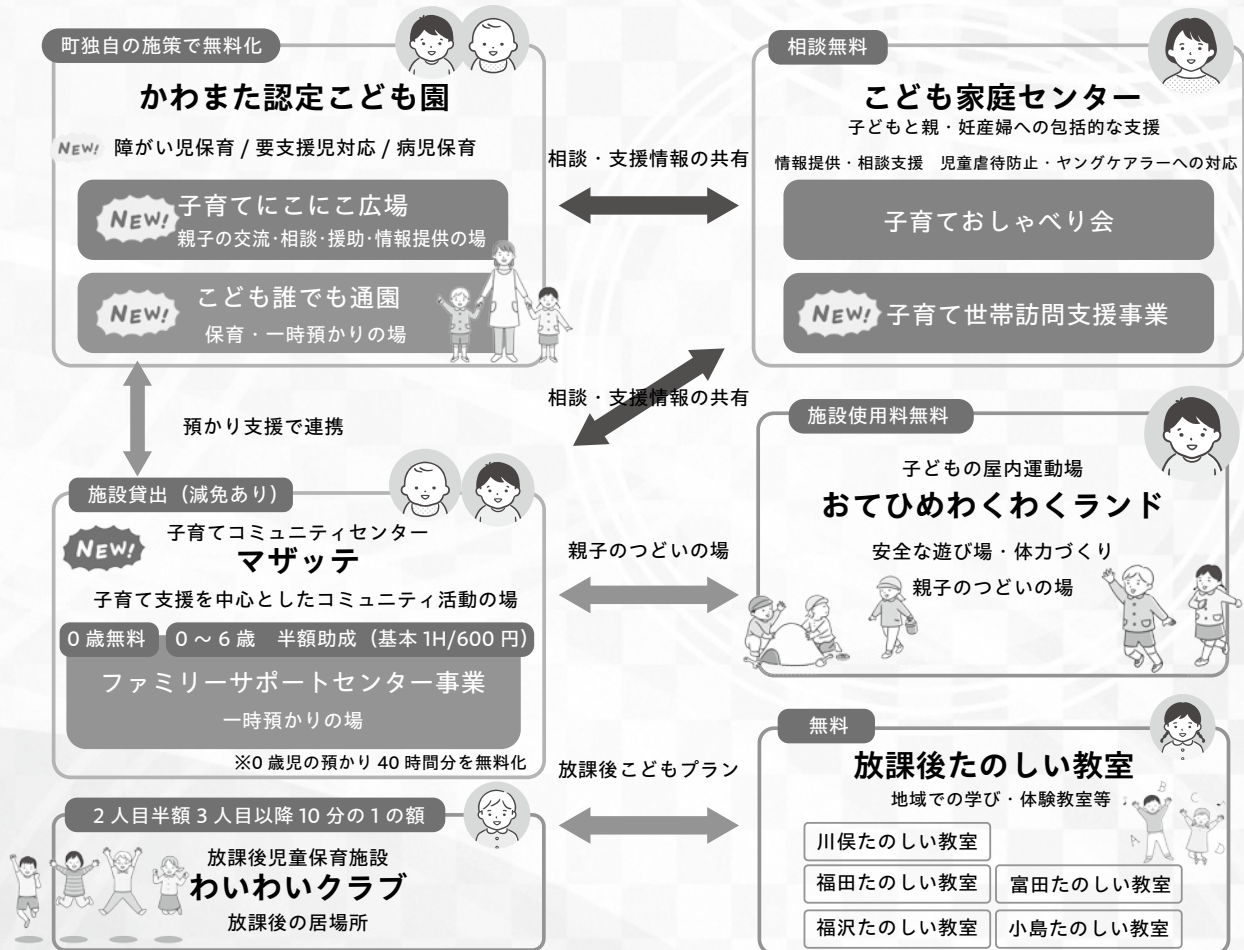 町独自の施策で無料化
かわまた認定こども園
NEW! 障がい児保育 / 要支援児対応 / 病児保育
NEW! 子育てにこにこ広場
親子の交流・相談・援助・情報提供の場
NEW! こども誰でも通園
保育・一時預かりの場
相談・支援情報の共有
相談無料
こども家庭センター
子どもと親・妊産婦への包括的な支援
情報提供・相談支援 児童虐待防止・ヤングケアラーへの対応
子育ておしゃべり会
NEW! 子育て世帯訪問支援事業
相談・支援情報の共有
預かり支援で連携
施設貸出（減免あり）
NEW! 子育てコミュニティセンター
マザッテ
子育て支援を中心としたコミュニティ活動の場
0歳無料 0～6歳 半額助成（基本1H/600円）
ファミリーサポートセンター事業
一時預かりの場
※0歳児の預かり40時間分を無料化
親子のつどいの場
施設使用料無料
子どもの屋内運動場
おてひめわくわくランド
安全な遊び場・体力づくり
親子のつどいの場
放課後こどもプラン
2人目半額3人目以降10分の1の額
放課後児童保育施設
わいわいクラブ
放課後の居場所
無料
放課後たのしい教室
地域での学び・体験教室等
A B C D
川俣たのしい教室
福田たのしい教室 富田たのしい教室
福沢たのしい教室 小島たのしい教室